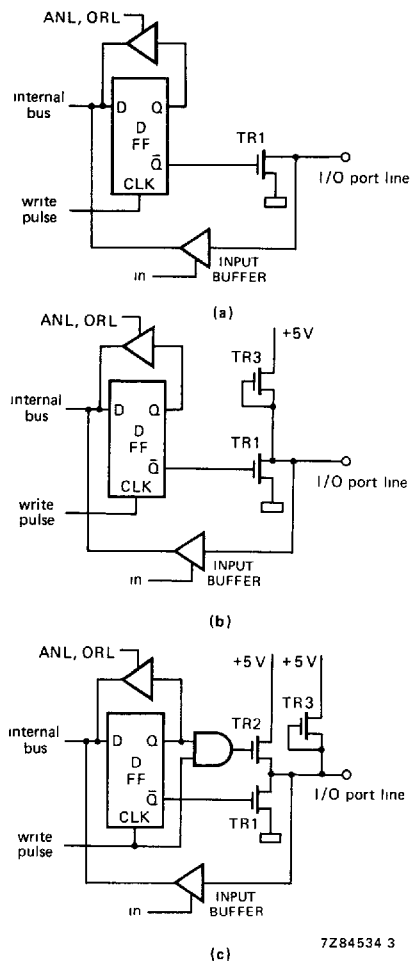 ANL, ORL
internal bus
D
Q
D
FF
Q̅
CLK
write pulse
TR1
I/O port line
INPUT BUFFER
in
(a)
ANL, ORL
+5V
TR3
internal bus
D
Q
D
FF
Q̅
CLK
write pulse
TR1
I/O port line
INPUT BUFFER
in
(b)
ANL, ORL
+5V
+5V
TR3
TR2
internal bus
D
Q
D
FF
Q̅
CLK
write pulse
TR1
I/O port line
INPUT BUFFER
in
(c)
7Z84534 3